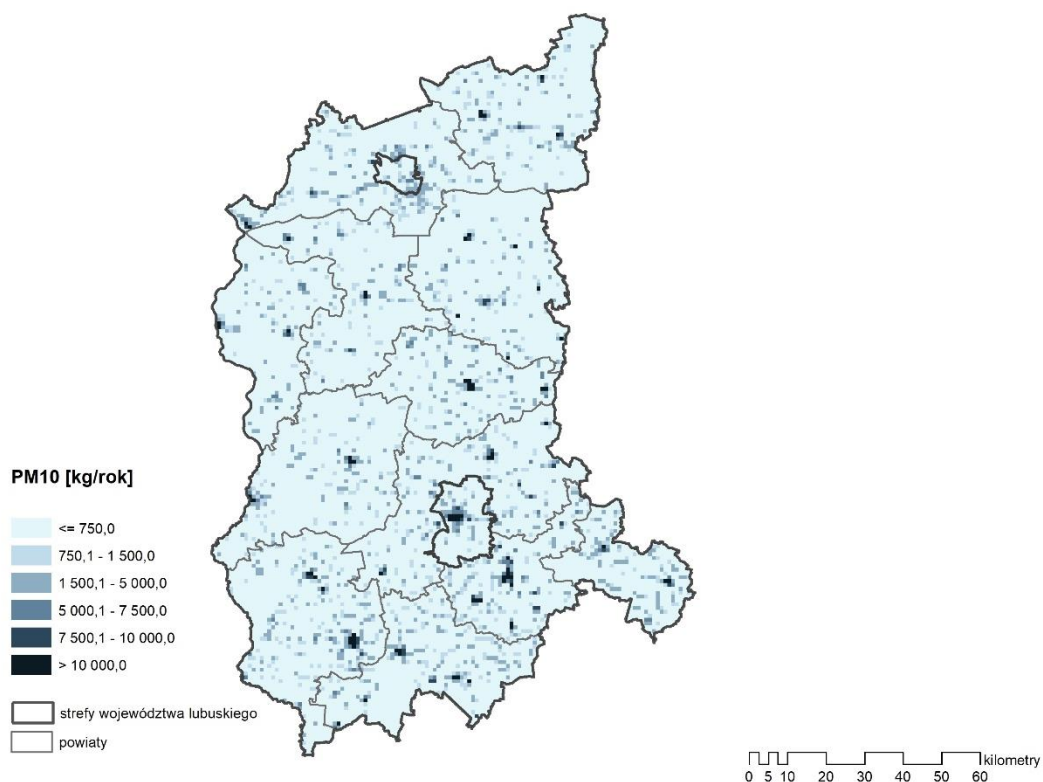 PM10 [kg/rok]
<= 750,0
750,1 - 1 500,0
1 500,1 - 5 000,0
5 000,1 - 7 500,0
7 500,1 - 10 000,0
> 10 000,0
strefy województwa lubuskiego
powiaty
kilometry
0 5 10 20 30 40 50 60